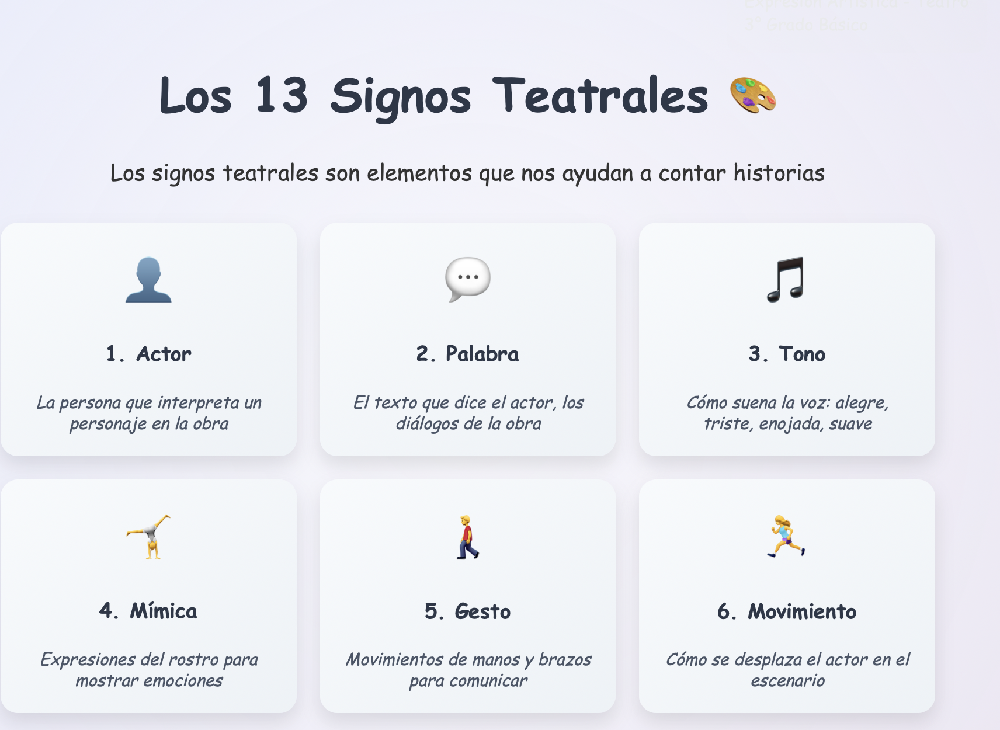 Expresión Artística - Teatro
3° Grado Básico
Los 13 Signos Teatrales
Los signos teatrales son elementos que nos ayudan a contar historias
1. Actor
La persona que interpreta un
personaje en la obra
2. Palabra
El texto que dice el actor, los
diálogos de la obra
3. Tono
Cómo suena la voz: alegre,
triste, enojada, suave
4. Mímica
Expresiones del rostro para
mostrar emociones
5. Gesto
Movimientos de manos y brazos
para comunicar
6. Movimiento
Cómo se desplaza el actor en el
escenario